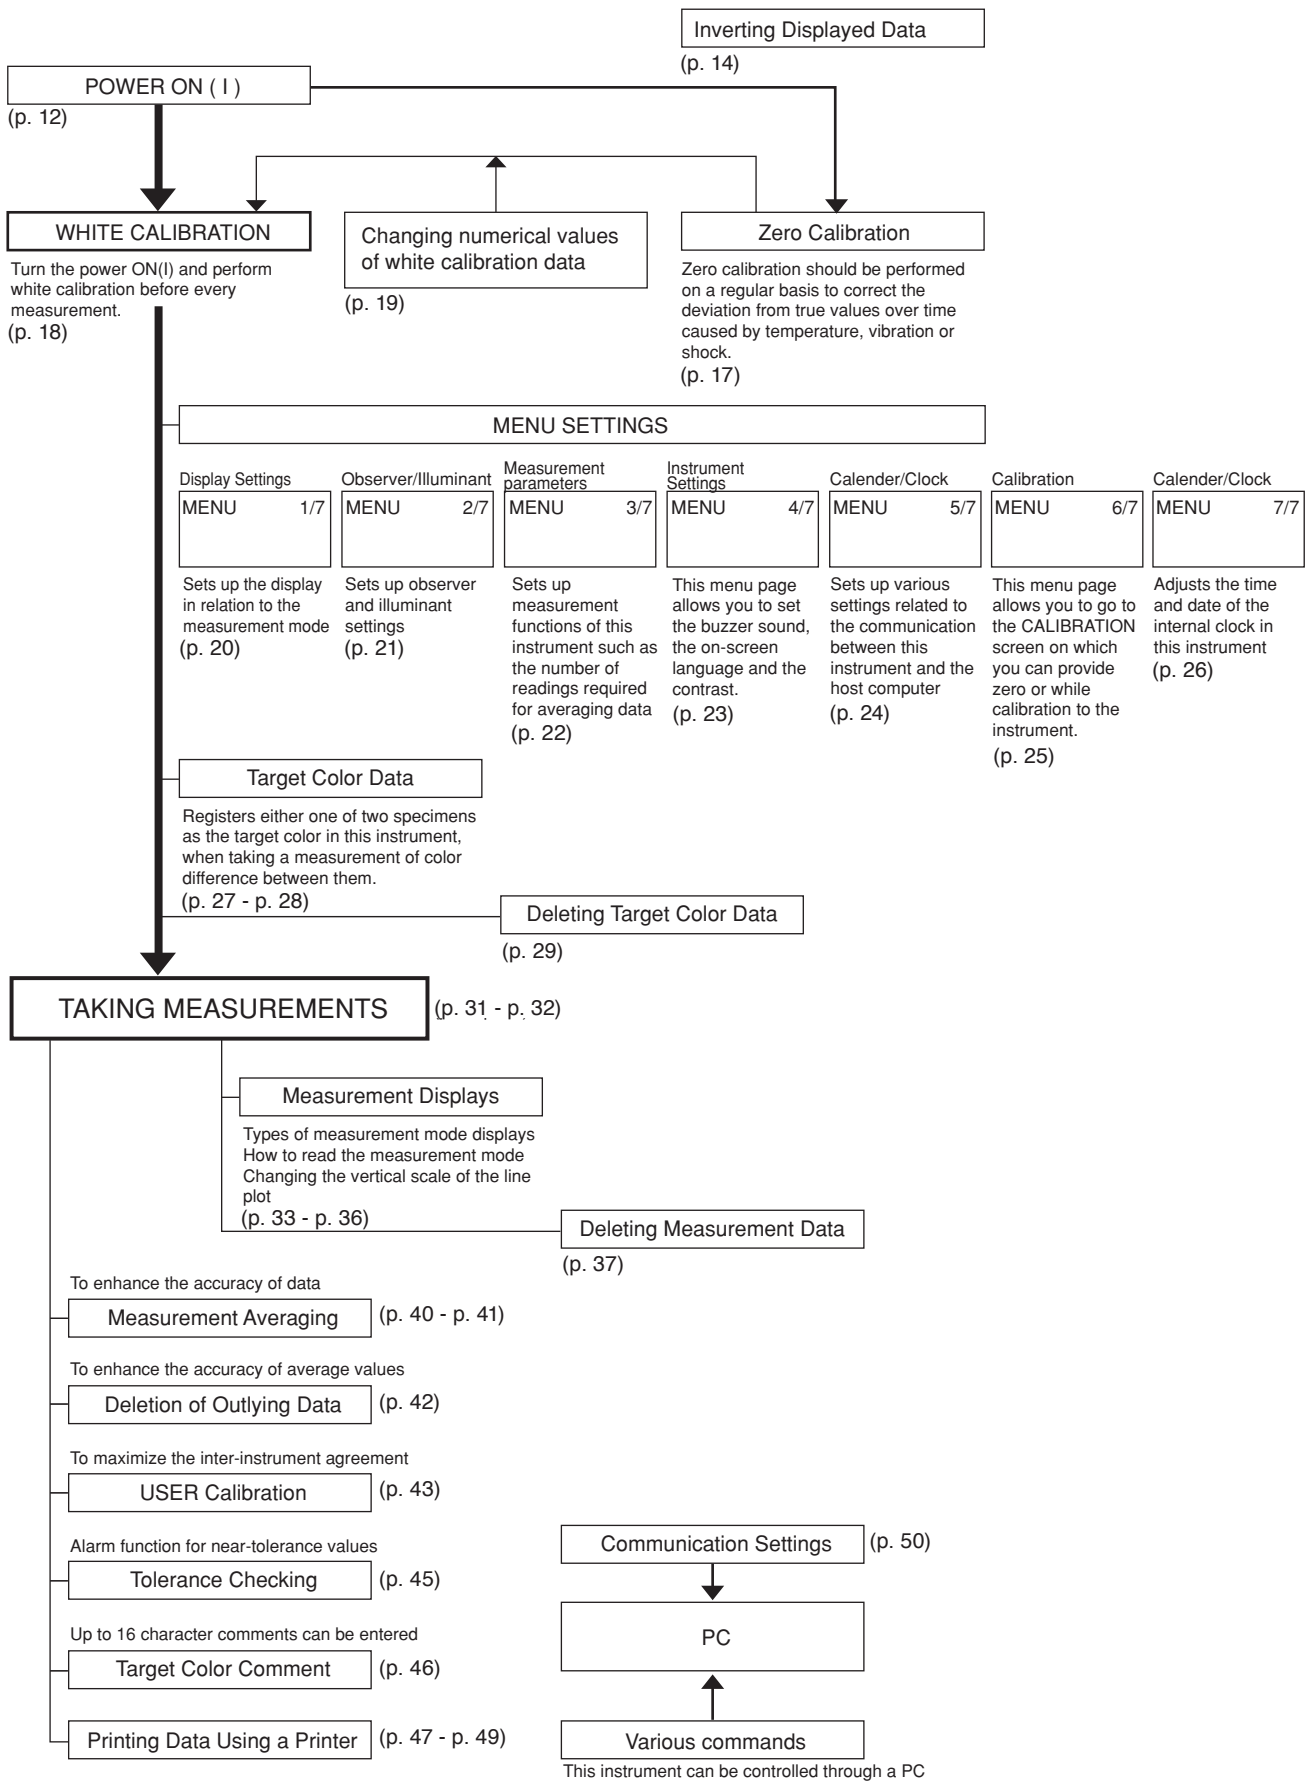 Inverting Displayed Data
(p. 14)
POWER ON ( I )
(p. 12)
WHITE CALIBRATION
Turn the power ON(I) and perform
white calibration before every
measurement.
(p. 18)
Changing numerical values
of white calibration data
(p. 19)
Zero Calibration
Zero calibration should be performed
on a regular basis to correct the
deviation from true values over time
caused by temperature, vibration or
shock.
(p. 17)
MENU SETTINGS
Display Settings
MENU 1/7
Sets up the display
in relation to the
measurement mode
(p. 20)
Observer/Illuminant
MENU 2/7
Sets up observer
and illuminant
settings
(p. 21)
Measurement
parameters
MENU 3/7
Sets up
measurement
functions of this
instrument such as
the number of
readings required
for averaging data
(p. 22)
Instrument
Settings
MENU 4/7
This menu page
allows you to set
the buzzer sound,
the on-screen
language and the
contrast.
(p. 23)
Calender/Clock
MENU 5/7
Sets up various
settings related to
the communication
between this
instrument and the
host computer
(p. 24)
Calibration
MENU 6/7
This menu page
allows you to go to
the CALIBRATION
screen on which
you can provide
zero or while
calibration to the
instrument.
(p. 25)
Calender/Clock
MENU 7/7
Adjusts the time
and date of the
internal clock in
this instrument
(p. 26)
Target Color Data
Registers either one of two specimens
as the target color in this instrument,
when taking a measurement of color
difference between them.
(p. 27 - p. 28)
Deleting Target Color Data
(p. 29)
TAKING MEASUREMENTS
(p. 31 - p. 32)
Measurement Displays
Types of measurement mode displays
How to read the measurement mode
Changing the vertical scale of the line
plot
(p. 33 - p. 36)
Deleting Measurement Data
(p. 37)
To enhance the accuracy of data
Measurement Averaging (p. 40 - p. 41)
To enhance the accuracy of average values
Deletion of Outlying Data (p. 42)
To maximize the inter-instrument agreement
USER Calibration (p. 43)
Alarm function for near-tolerance values
Tolerance Checking (p. 45)
Up to 16 character comments can be entered
Target Color Comment (p. 46)
Printing Data Using a Printer (p. 47 - p. 49)
Communication Settings (p. 50)
PC
Various commands
This instrument can be controlled through a PC